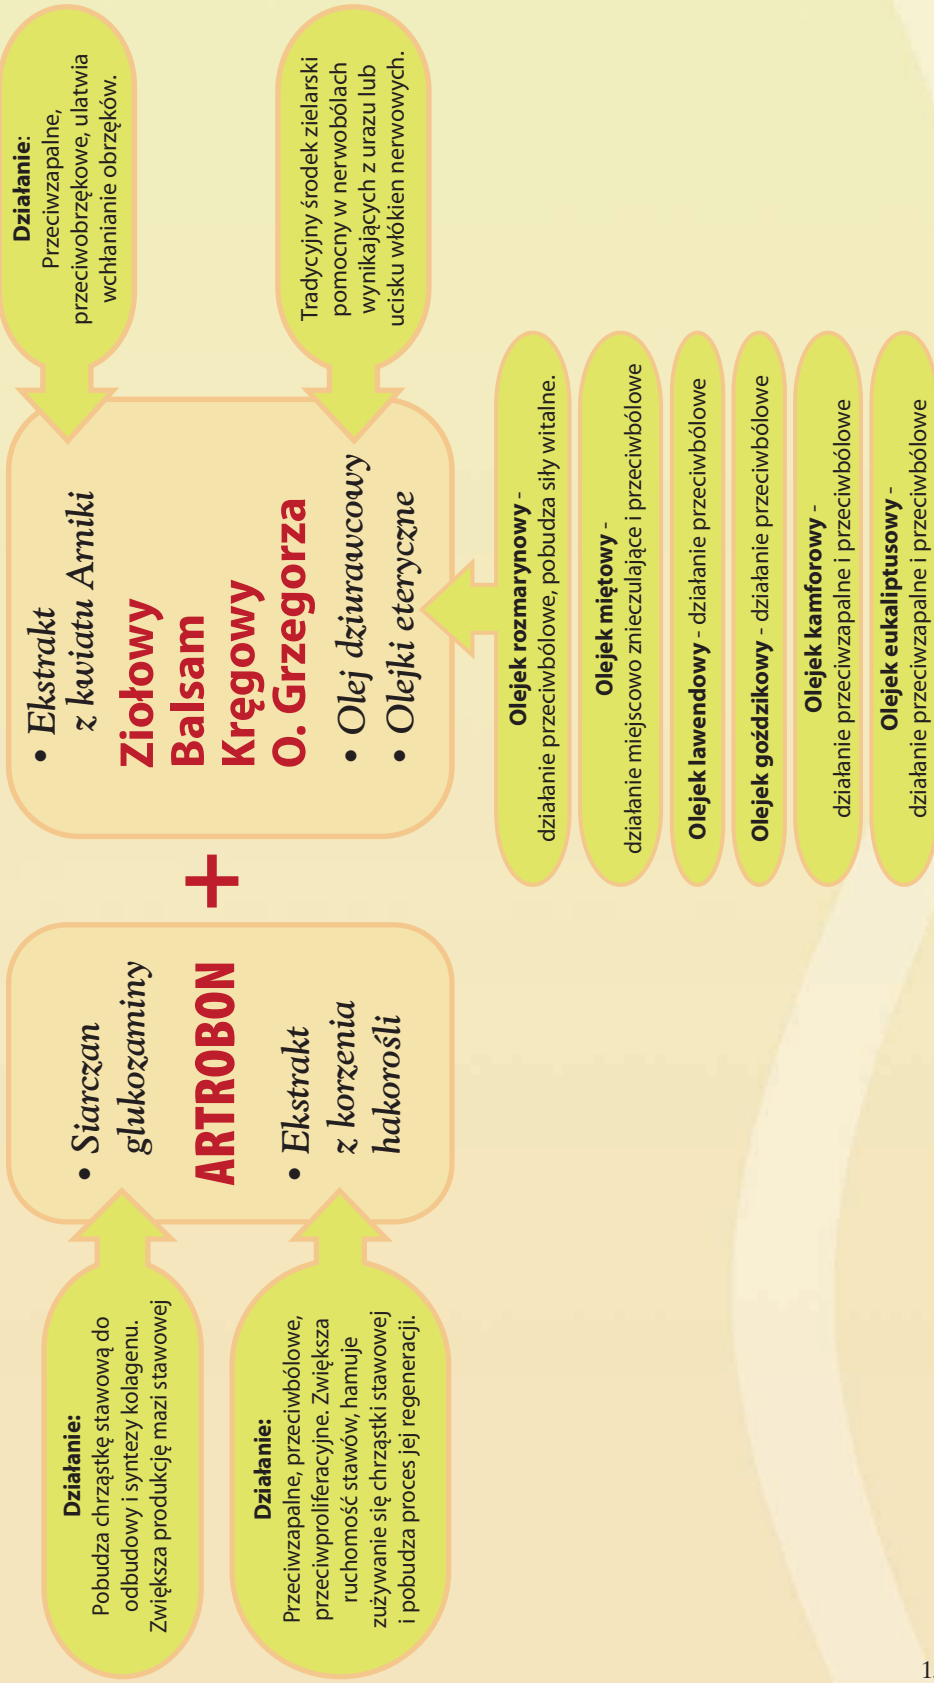 Działanie:
Pobudza chrząstkę stawową do
odbudowy i syntezy kolagenu.
Zwiększa produkcję mazi stawowej
Działanie:
Przeciwzapalne, przeciwbólowe,
przeciwproliferacyjne. Zwiększa
ruchomość stawów, hamuje
zużywanie się chrząstki stawowej
i pobudza proces jej regeneracji.
• Siarczan
glukozaminy
ARTROBON
• Ekstrakt
z korzenia
hakorośli
+
• Ekstrakt
z kwiatu Arniki
Ziołowy
Balsam
Kręgowy
O. Grzegorza
• Olej dziurawcowy
• Olejki eteryczne
Działanie:
Przeciwzapalne,
przeciwobrzękowe, ulatwia
wchłanianie obrzęków.
Tradycyjny środek zielarski
pomocny w nerwobólach
wynikających z urazu lub
ucisku włókien nerwowych.
Olejek rozmarynowy -
działanie przeciwbólowe, pobudza siły witalne.
Olejek miętowy -
działanie miejscowo znieczulające i przeciwbólowe
Olejek lawendowy - działanie przeciwbólowe
Olejek goździkowy - działanie przeciwbólowe
Olejek kamforowy -
działanie przeciwzapalne i przeciwbólowe
Olejek eukaliptusowy -
działanie przeciwzapalne i przeciwbólowe